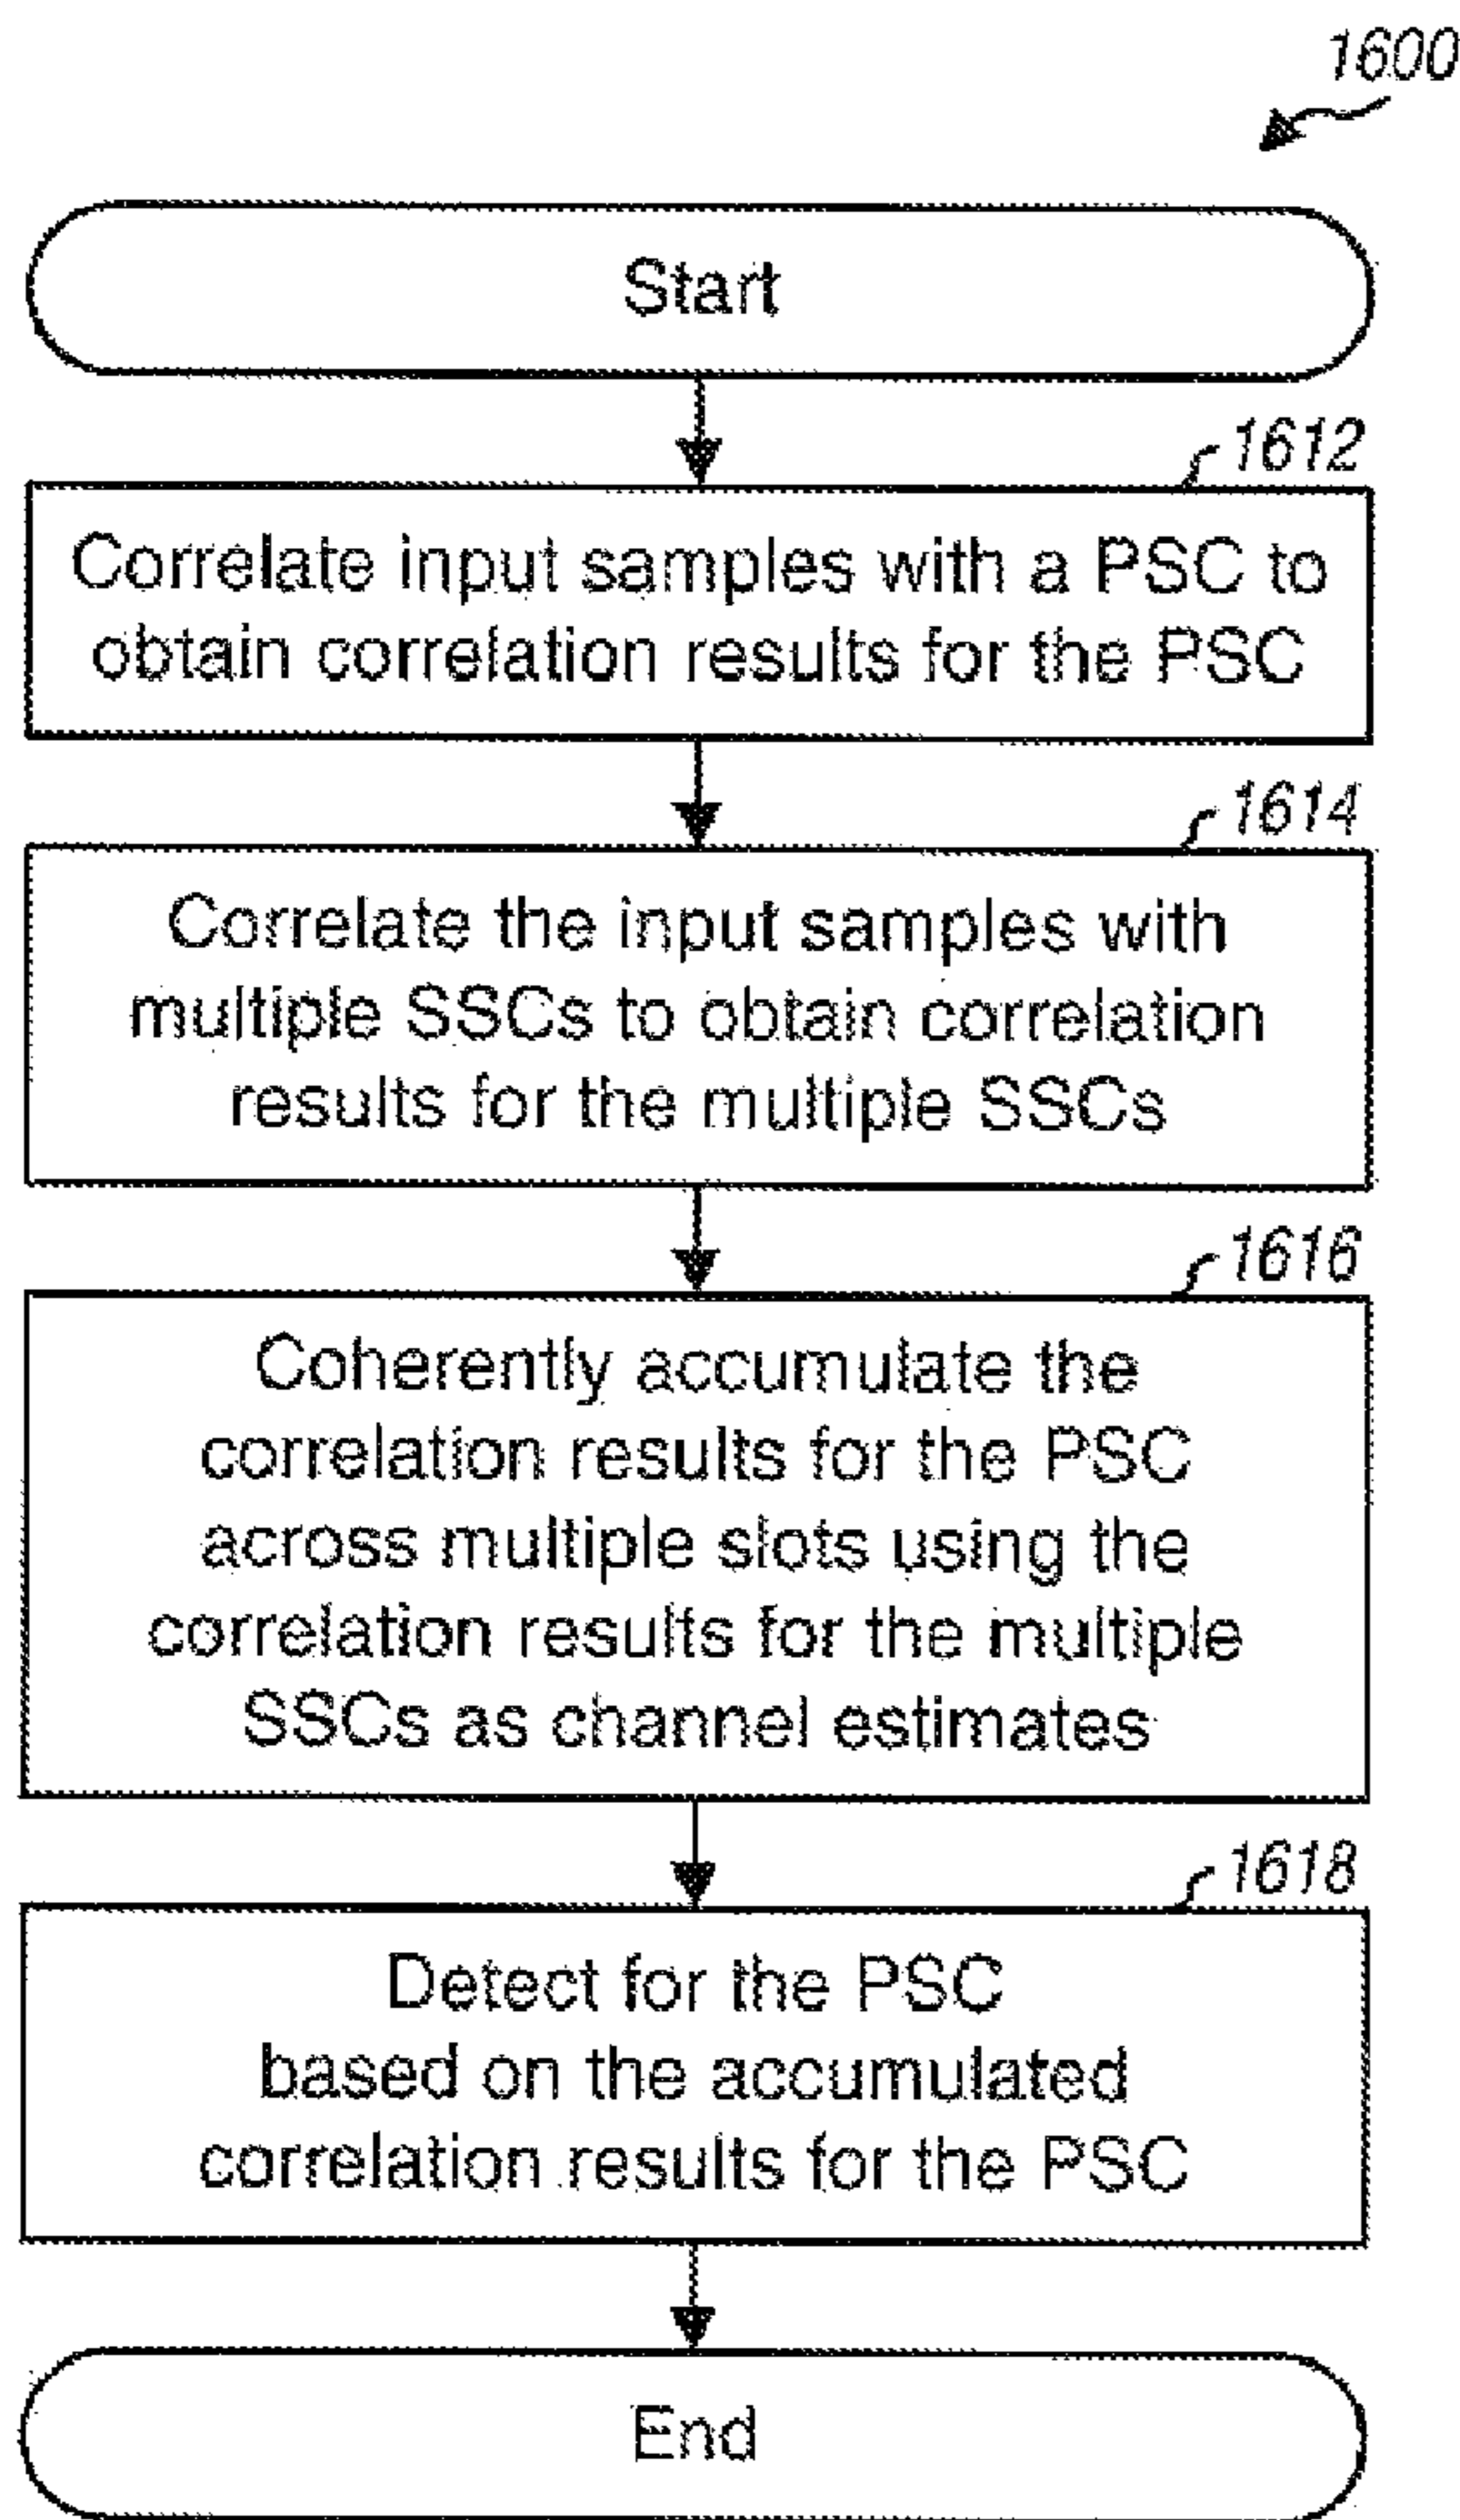 1600
Start
1612
Correlate input samples with a PSC to
obtain correlation results for the PSC
1614
Correlate the input samples with
multiple SSCs to obtain correlation
results for the multiple SSCs
1616
Coherently accumulate the
correlation results for the PSC
across multiple slots using the
correlation results for the multiple
SSCs as channel estimates
1618
Detect for the PSC
based on the accumulated
correlation results for the PSC
End